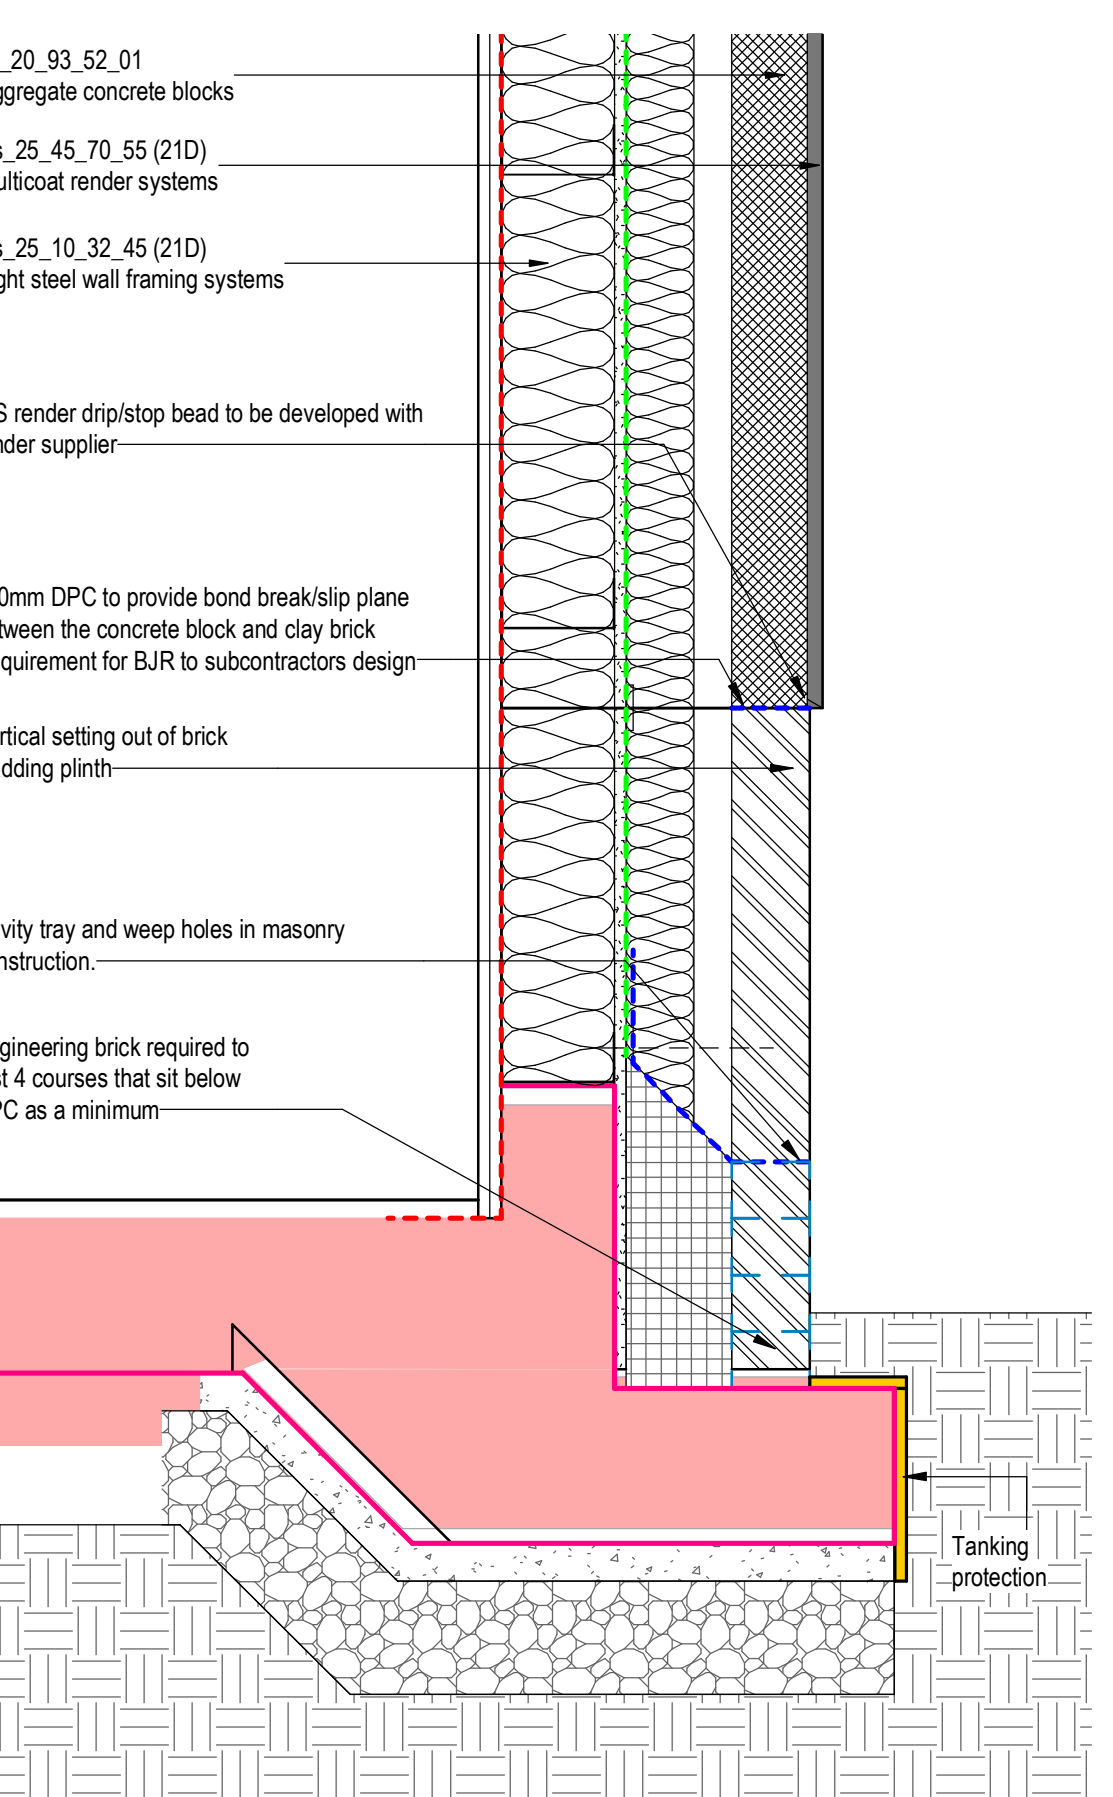 _20_93_52_01
ggregate concrete blocks
s_25_45_70_55 (21D)
ulticoat render systems
s_25_10_32_45 (21D)
ght steel wall framing systems
S render drip/stop bead to be developed with
nder supplier
0mm DPC to provide bond break/slip plane
tween the concrete block and clay brick
quirement for BJR to subcontractors design
rtical setting out of brick
adding plinth
vity tray and weep holes in masonry
nstruction.
gineering brick required to
st 4 courses that sit below
PC as a minimum
Tanking
protection